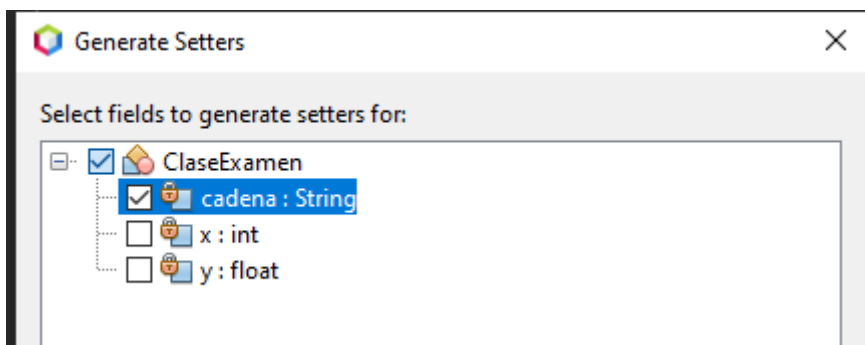 Generate Setters
Select fields to generate setters for:
ClaseExamen
cadena : String
x : int
y : float